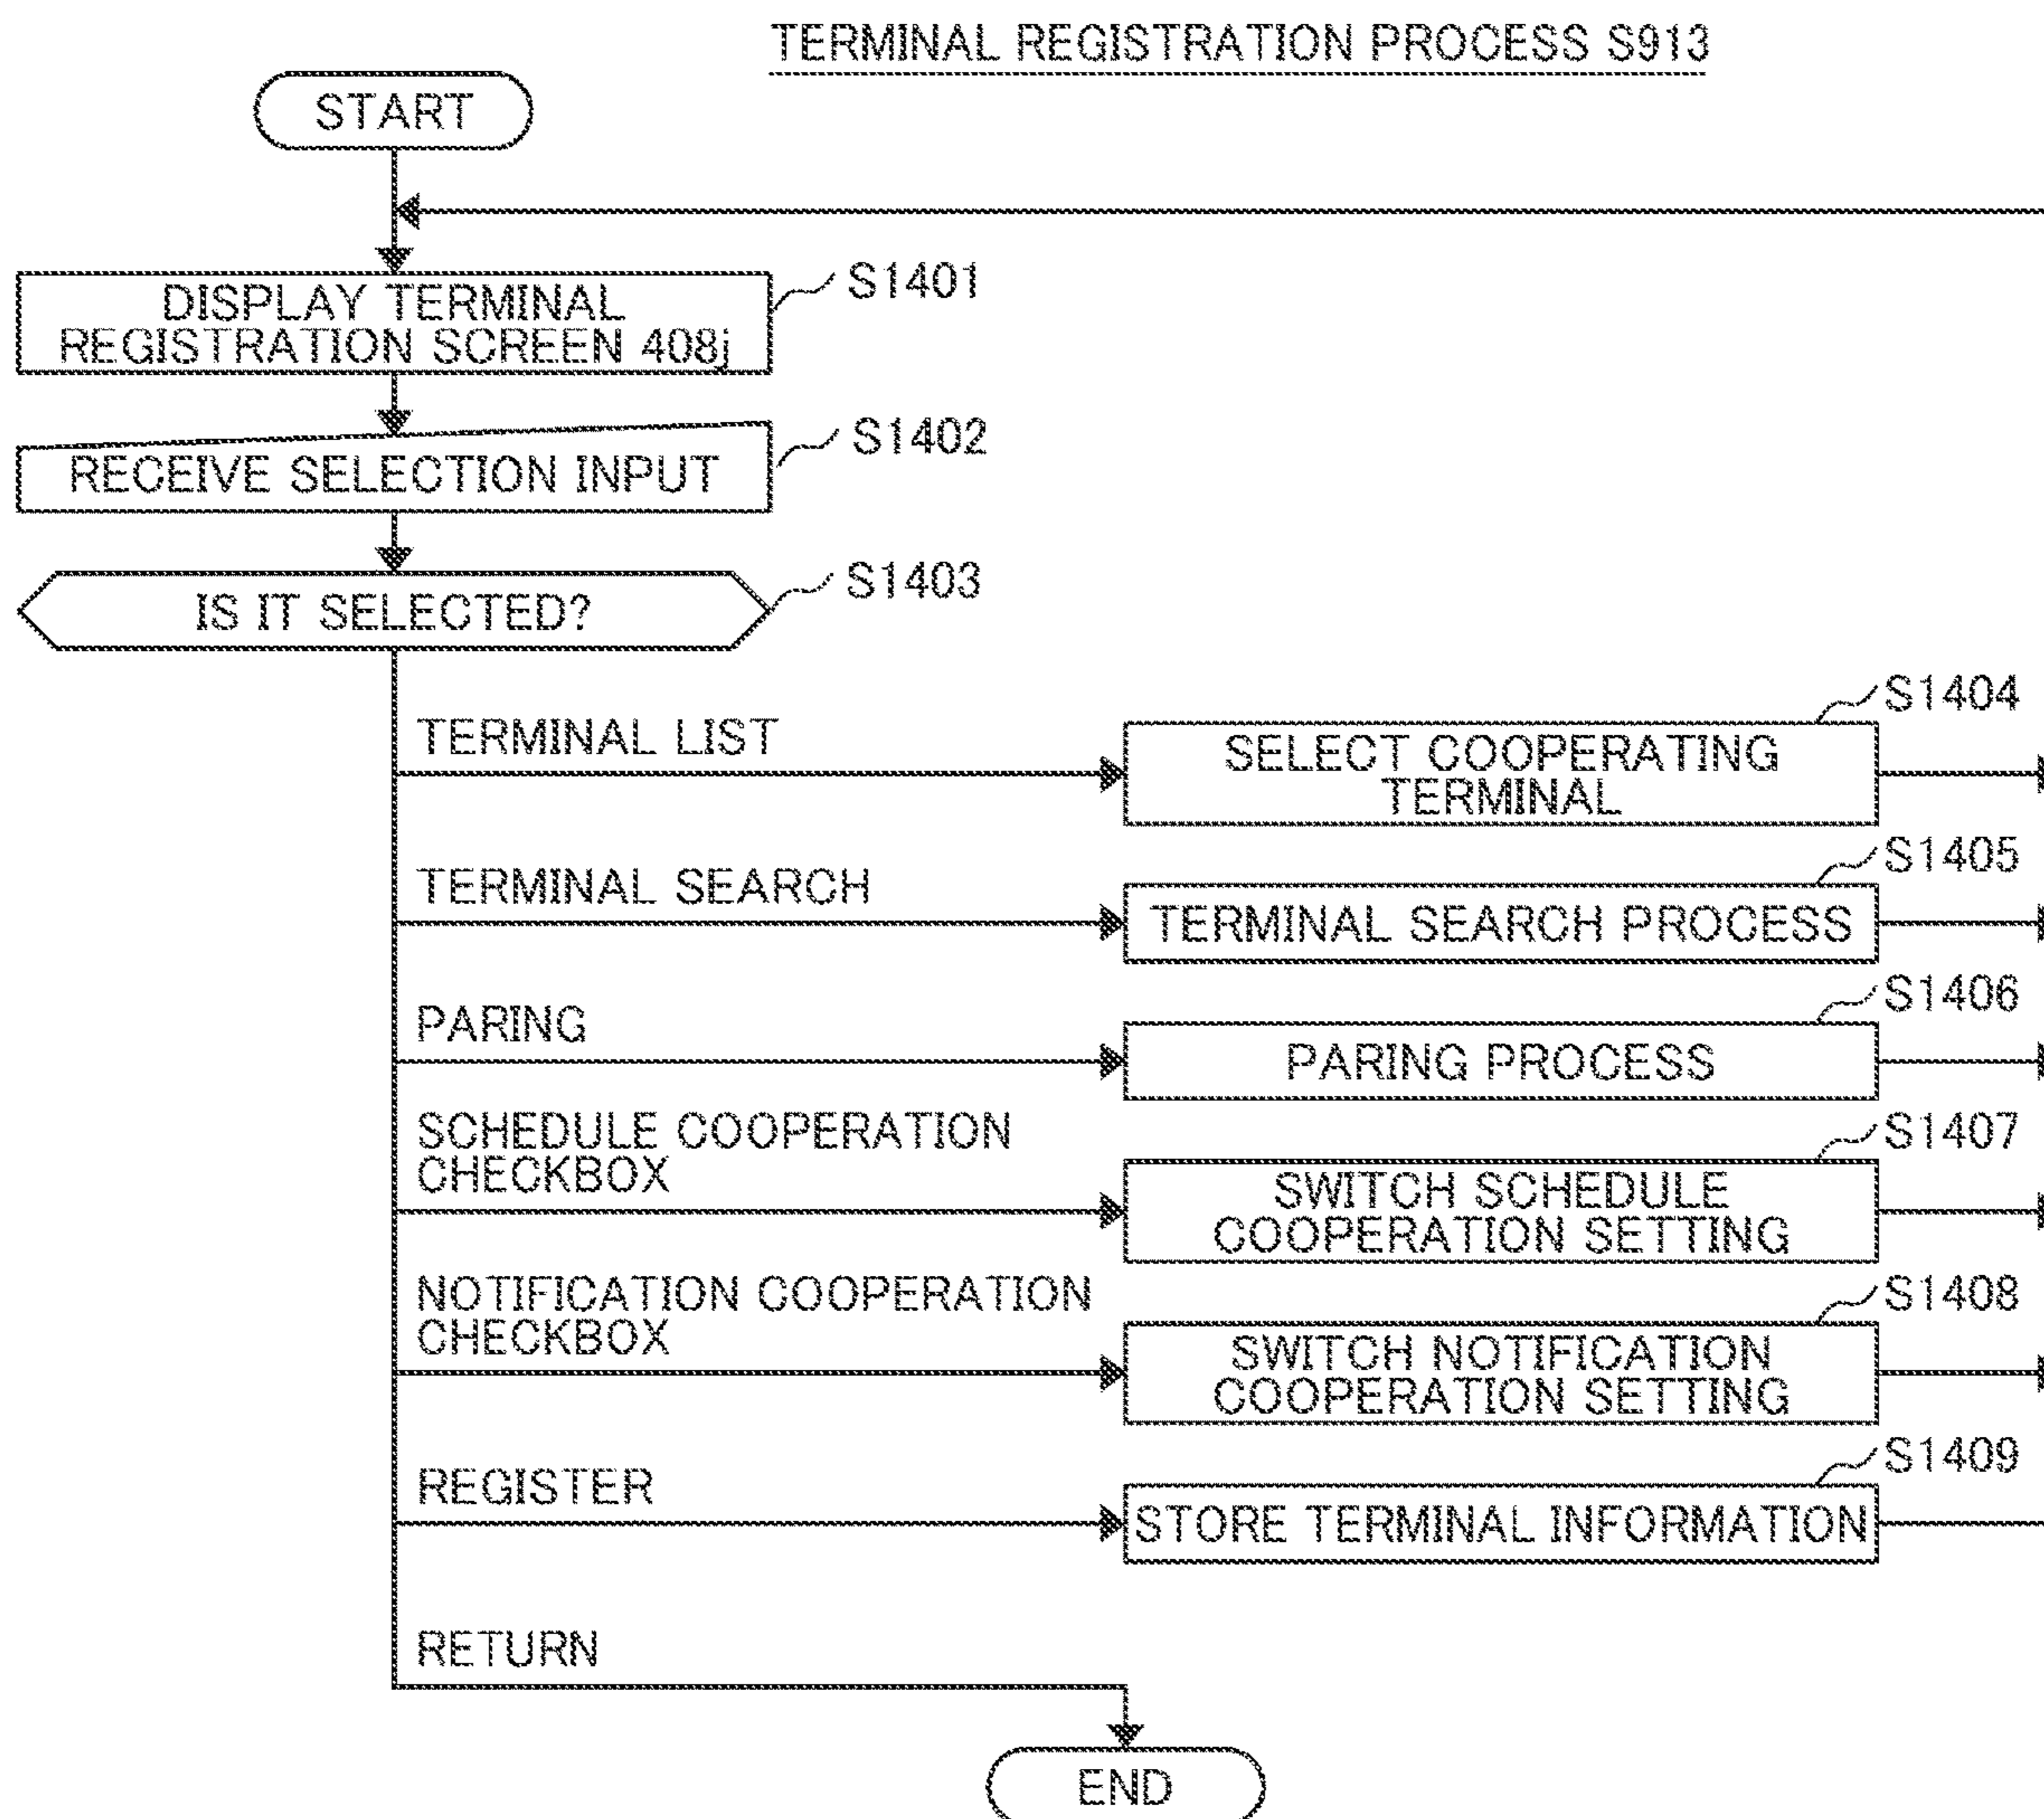 TERMINAL REGISTRATION PROCESS S913
START
DISPLAY TERMINAL
REGISTRATION SCREEN 408j
S1401
RECEIVE SELECTION INPUT
S1402
IS IT SELECTED?
S1403
TERMINAL LIST
SELECT COOPERATING
TERMINAL
S1404
TERMINAL SEARCH
TERMINAL SEARCH PROCESS
S1405
PARING
PARING PROCESS
S1406
SCHEDULE COOPERATION
CHECKBOX
SWITCH SCHEDULE
COOPERATION SETTING
S1407
NOTIFICATION COOPERATION
CHECKBOX
SWITCH NOTIFICATION
COOPERATION SETTING
S1408
REGISTER
STORE TERMINAL INFORMATION
S1409
RETURN
END